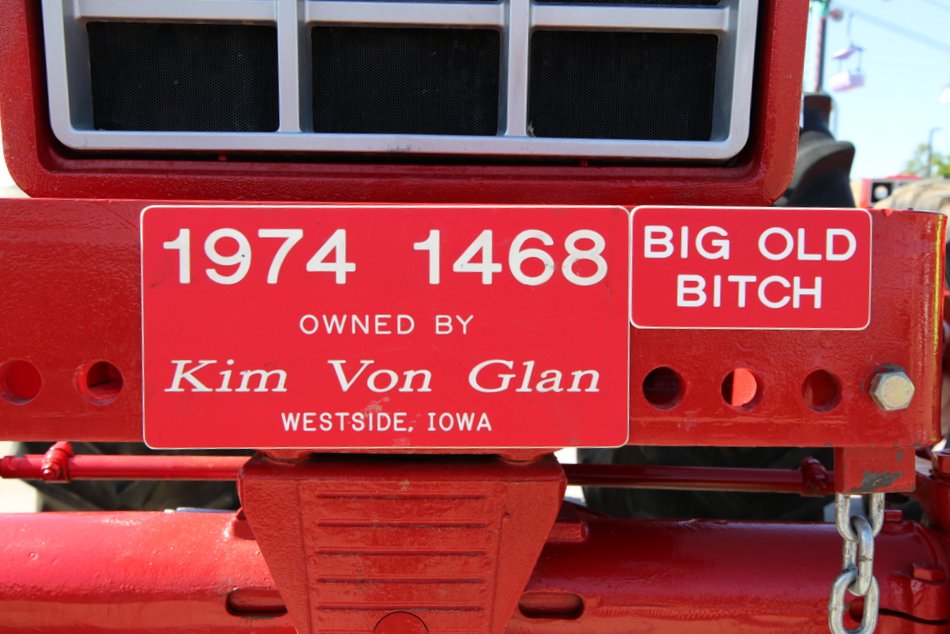 1974 1468
OWNED BY
Kim Von Glan
WESTSIDE, IOWA
BIG OLD
BITCH